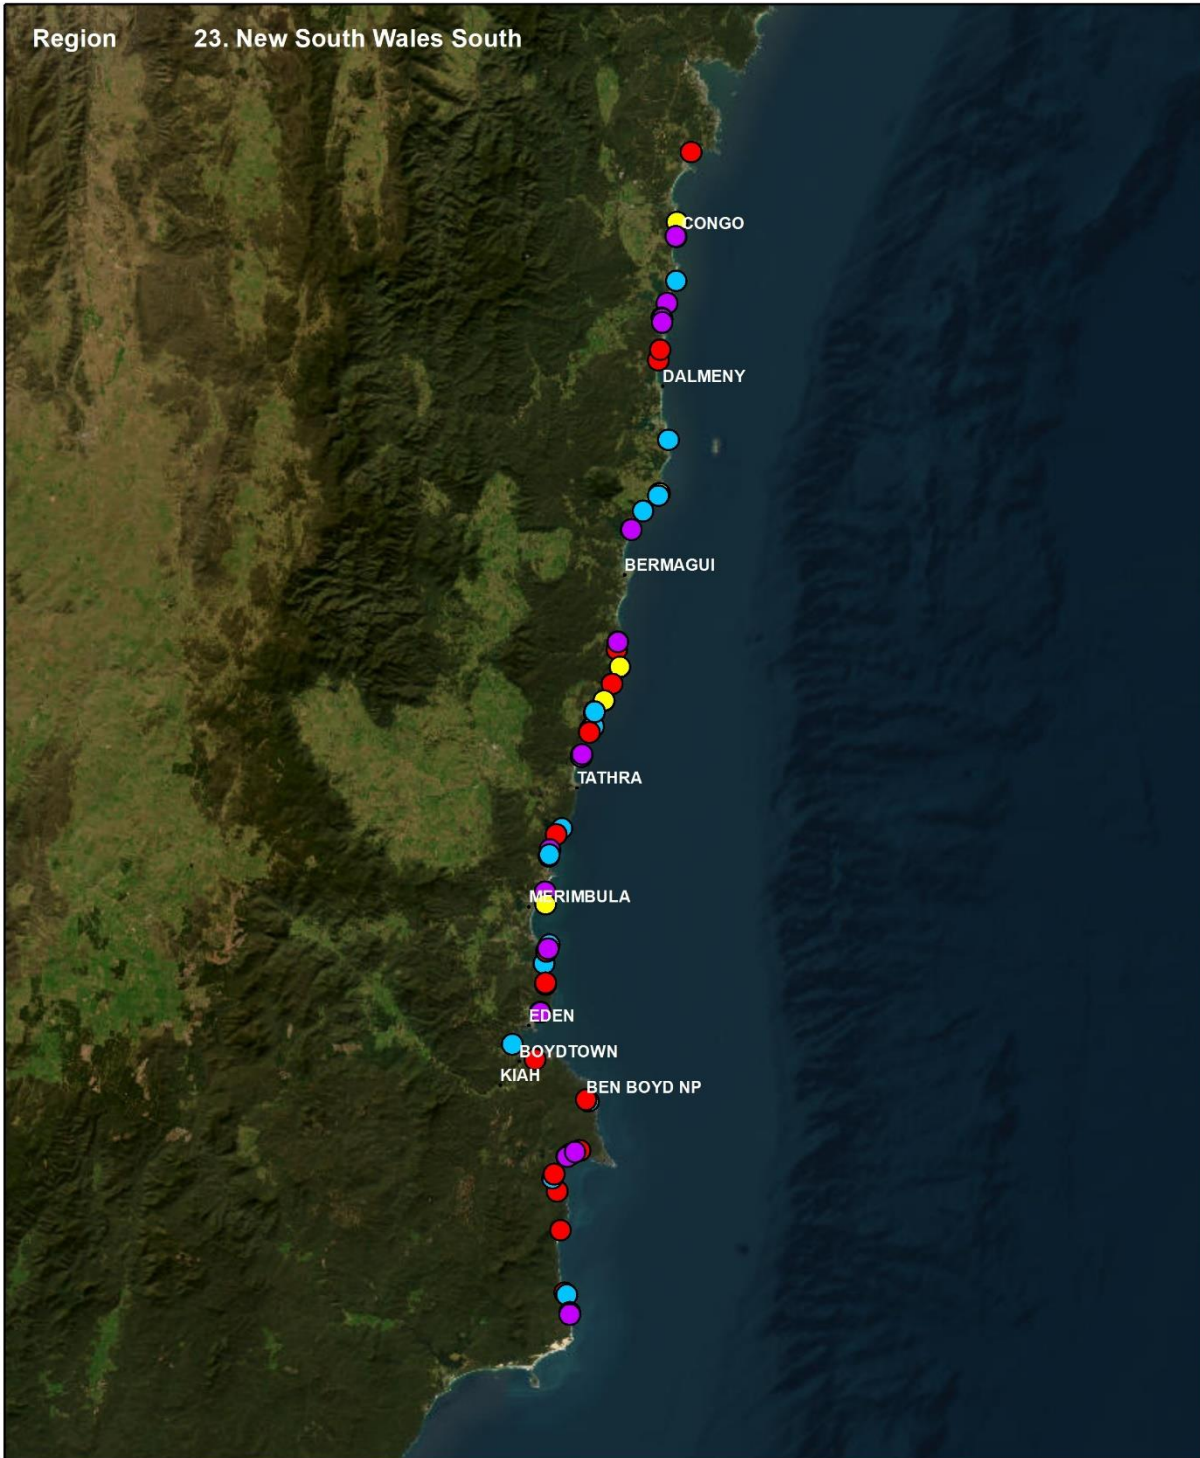 Region 23. New South Wales South
CONGO
DALMENY
BERMAGUI
TATHRA
MERIMBULA
EDEN
BOYDTOWN
KIAH
BEN BOYD NP